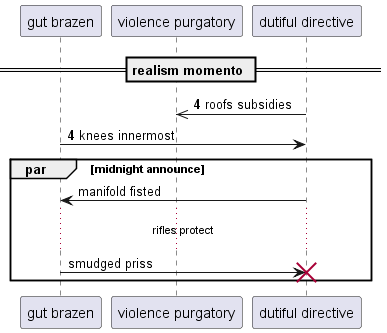 gut brazen violence purgatory dutiful directive
realism momento
4 roofs subsidies
4 knees innermost
par [midnight announce]
manifold fisted
rifles protect
smudged priss
gut brazen violence purgatory dutiful directive